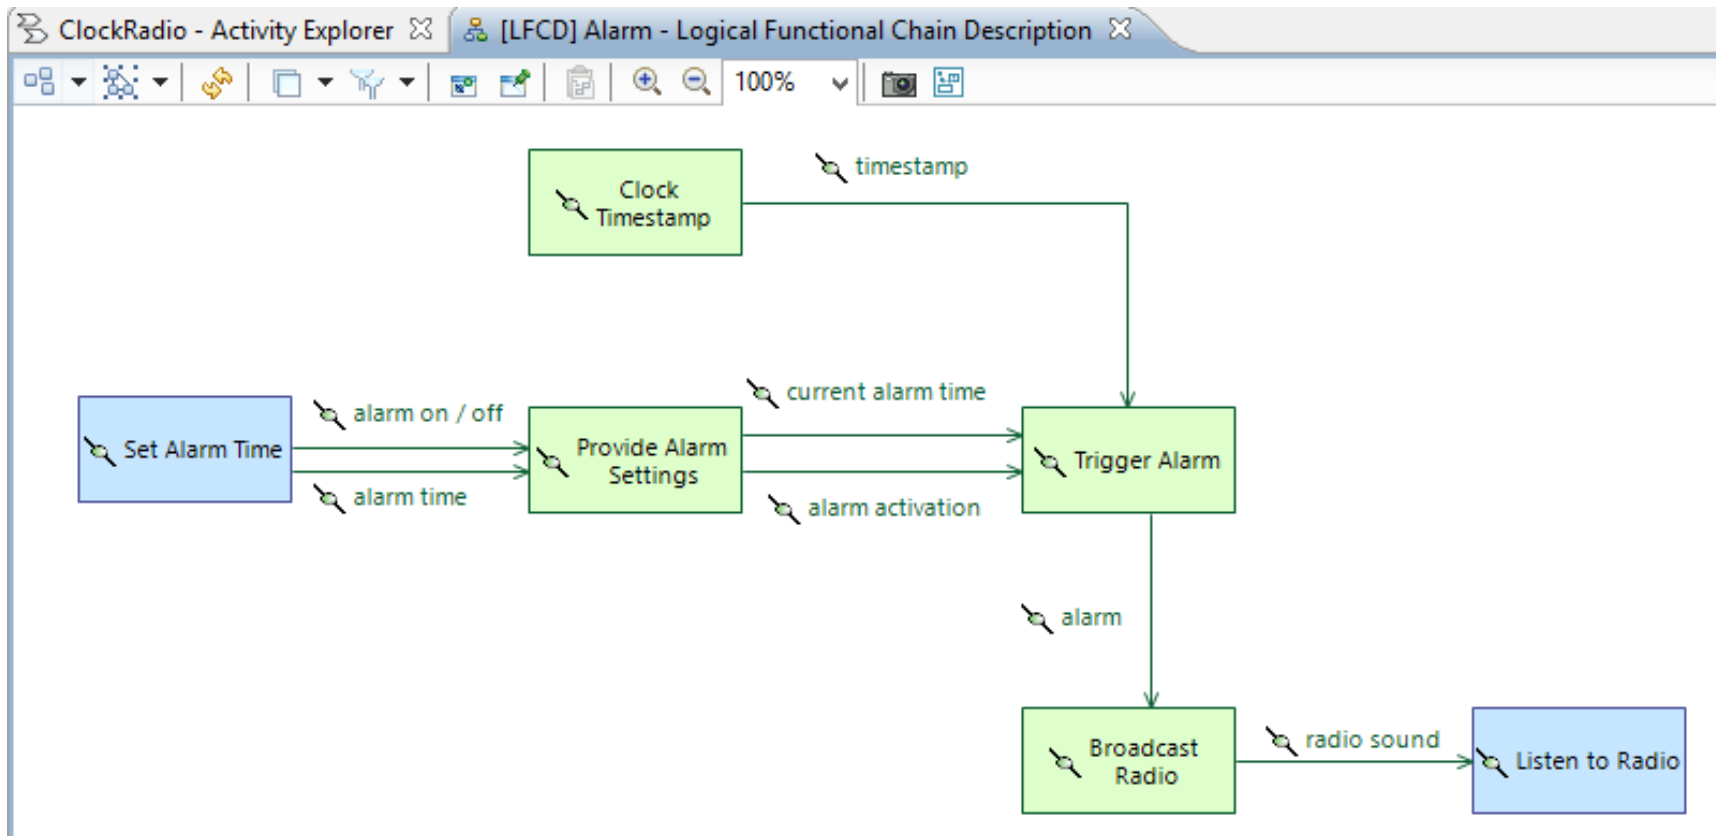 ClockRadio - Activity Explorer
[LFCD] Alarm - Logical Functional Chain Description
100%
timestamp
Clock
Timestamp
current alarm time
alarm on / off
Set Alarm Time
Provide Alarm
Settings
Trigger Alarm
alarm time
alarm activation
alarm
radio sound
Broadcast
Radio
Listen to Radio